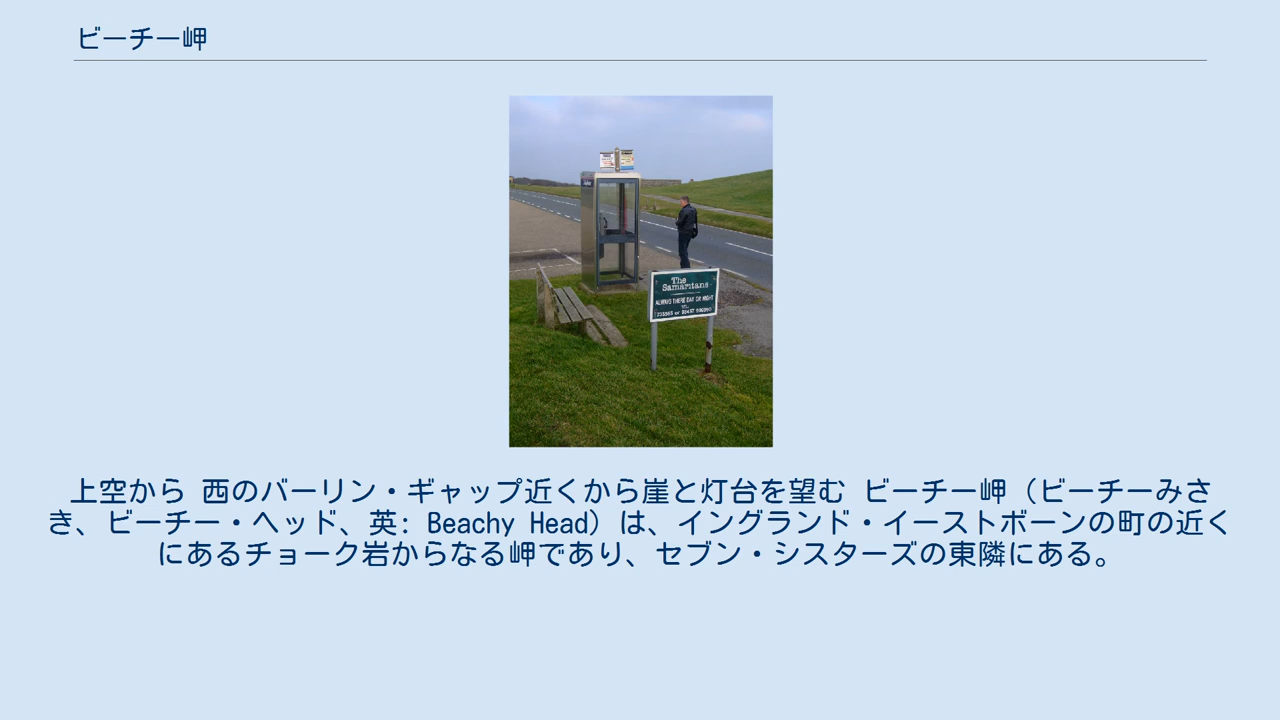 ビーチー岬
The
Samaritans
ALWAYS THERE DAY OR NIGHT
TEL.
上空から 西のバーリン・ギャップ近くから崖と灯台を望む ビーチー岬（ビーチーみさ
き、ビーチー・ヘッド、英: Beachy Head）は、イングランド・イーストボーンの町の近く
にあるチョーク岩からなる岬であり、セブン・シスターズの東隣にある。